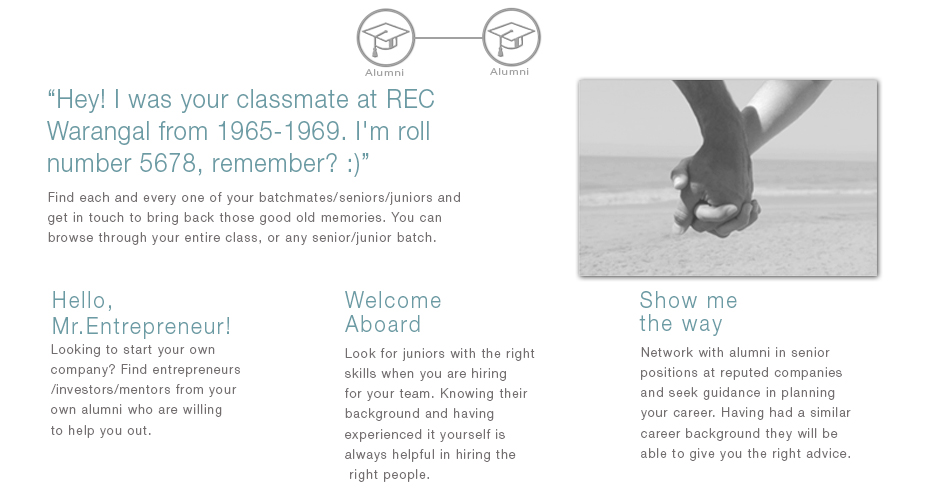 Alumni
Alumni
“Hey! I was your classmate at REC
Warangal from 1965-1969. I'm roll
number 5678, remember? :)”
Find each and every one of your batchmates/seniors/juniors and
get in touch to bring back those good old memories. You can
browse through your entire class, or any senior/junior batch.
Hello,
Mr.Entrepreneur!
Looking to start your own
company? Find entrepreneurs
/investors/mentors from your
own alumni who are willing
to help you out.
Welcome
Aboard
Look for juniors with the right
skills when you are hiring
for your team. Knowing their
background and having
experienced it yourself is
always helpful in hiring the
right people.
Show me
the way
Network with alumni in senior
positions at reputed companies
and seek guidance in planning
your career. Having had a similar
career background they will be
able to give you the right advice.